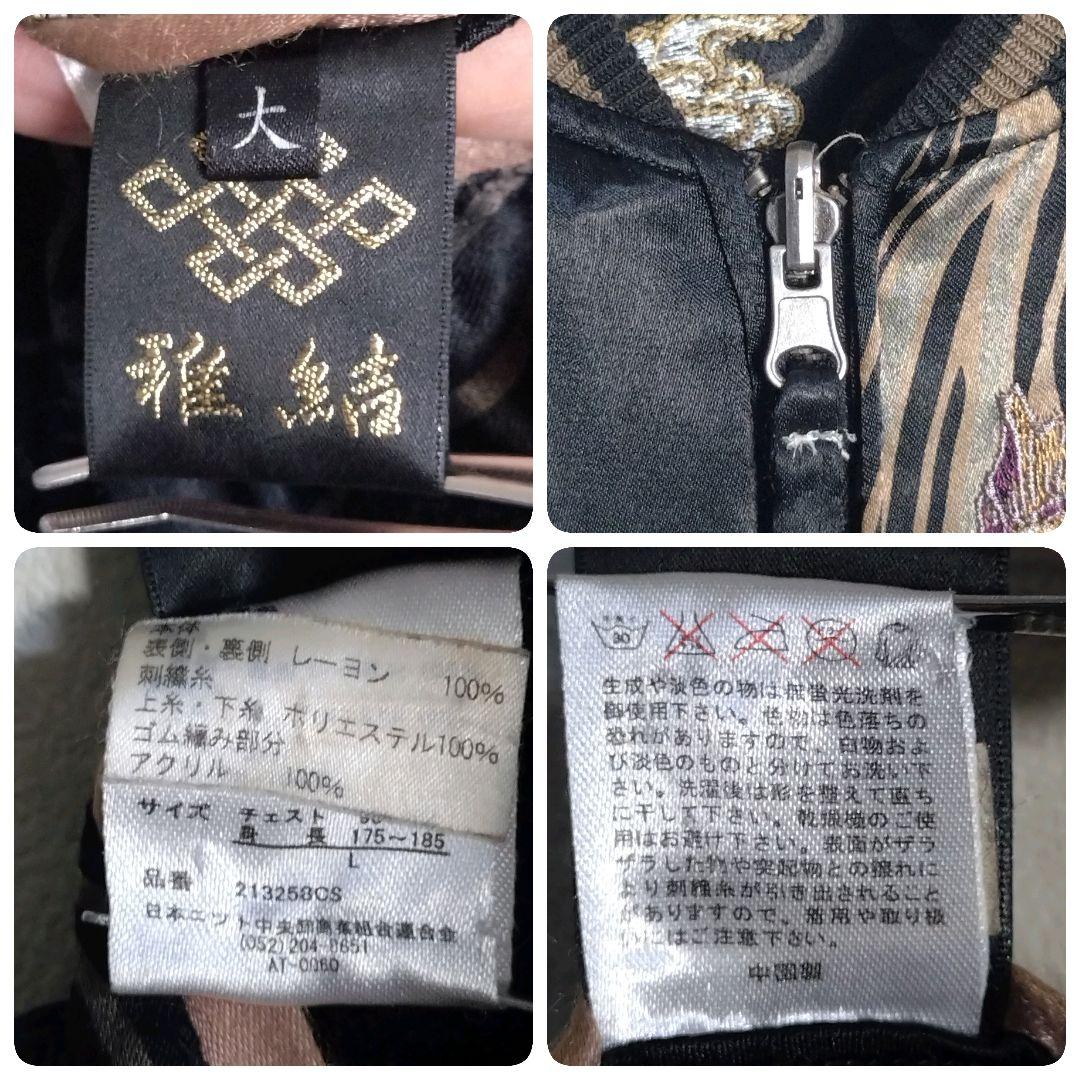 大
雅 縞
本体
裏側・裏側 レーヨン 100%
刺繍糸
上糸・下糸 ポリエステル100%
ゴム編み部分
アクリル 100%
サイズ チェスト
身 長 175~185
L
品番 213258CS
日本ニット中央卸商業組合連合会
(052)204-0651
AT-0060
30
生成や淡色の物は無蛍光洗剤を
御使用下さい。色物は色落ちの
恐れがありますので、白物およ
び淡色のものと分けてお洗い下
さい。洗濯後は形を整えて直ち
に干して下さい。乾燥機のご使
用はお避け下さい。表面がザラ
ザラした物や突起物との擦れに
より刺繍糸が引き出されること
がありますので、着用や取り扱
いにはご注意下さい。
中国製